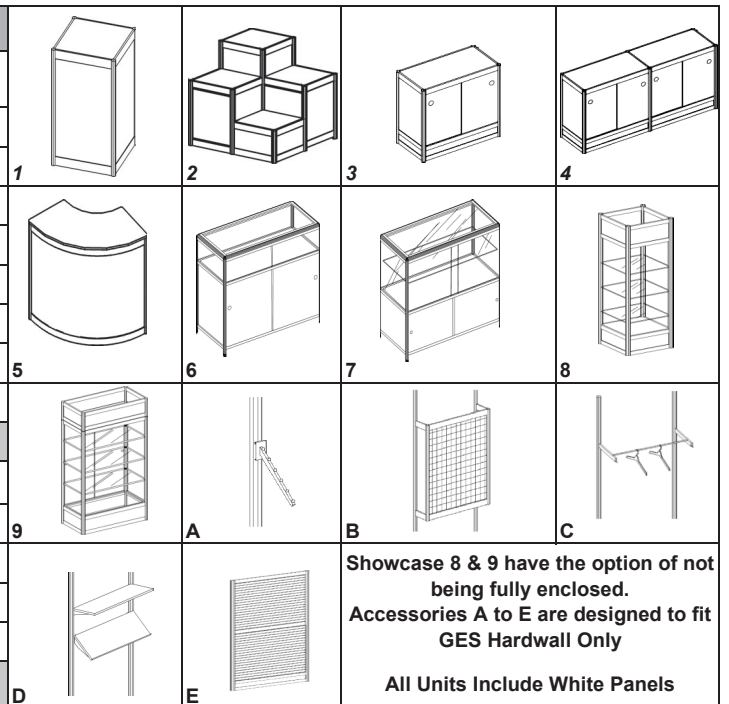 1
2
3
4
5
6
7
8
9
A
B
C
D
E
Showcase 8 & 9 have the option of not
being fully enclosed.
Accessories A to E are designed to fit
GES Hardwall Only
All Units Include White Panels